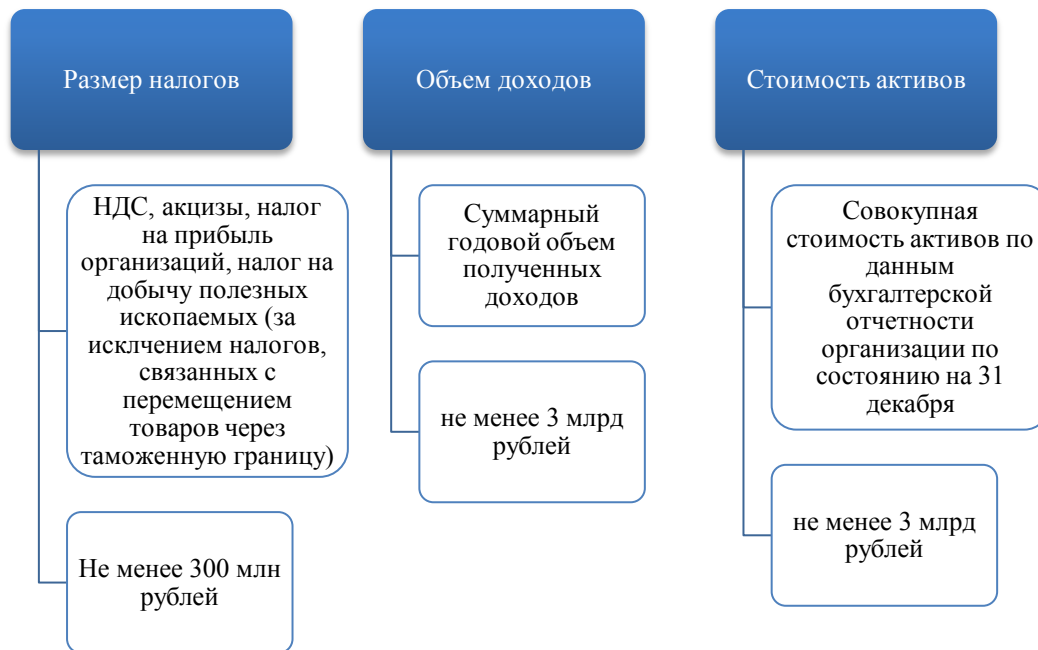 Размер налогов
НДС, акцизы, налог
на прибыль
организаций, налог на
добычу полезных
ископаемых (за
исклчением налогов,
связанных с
перемещением
товаров через
таможенную границу)
Не менее 300 млн
рублей
Объем доходов
Суммарный
годовой объем
полученных
доходов
не менее 3 млрд
рублей
Стоимость активов
Совокупная
стоимость активов по
данным
бухгалтерской
отчетности
организации по
состоянию на 31
декабря
не менее 3 млрд
рублей